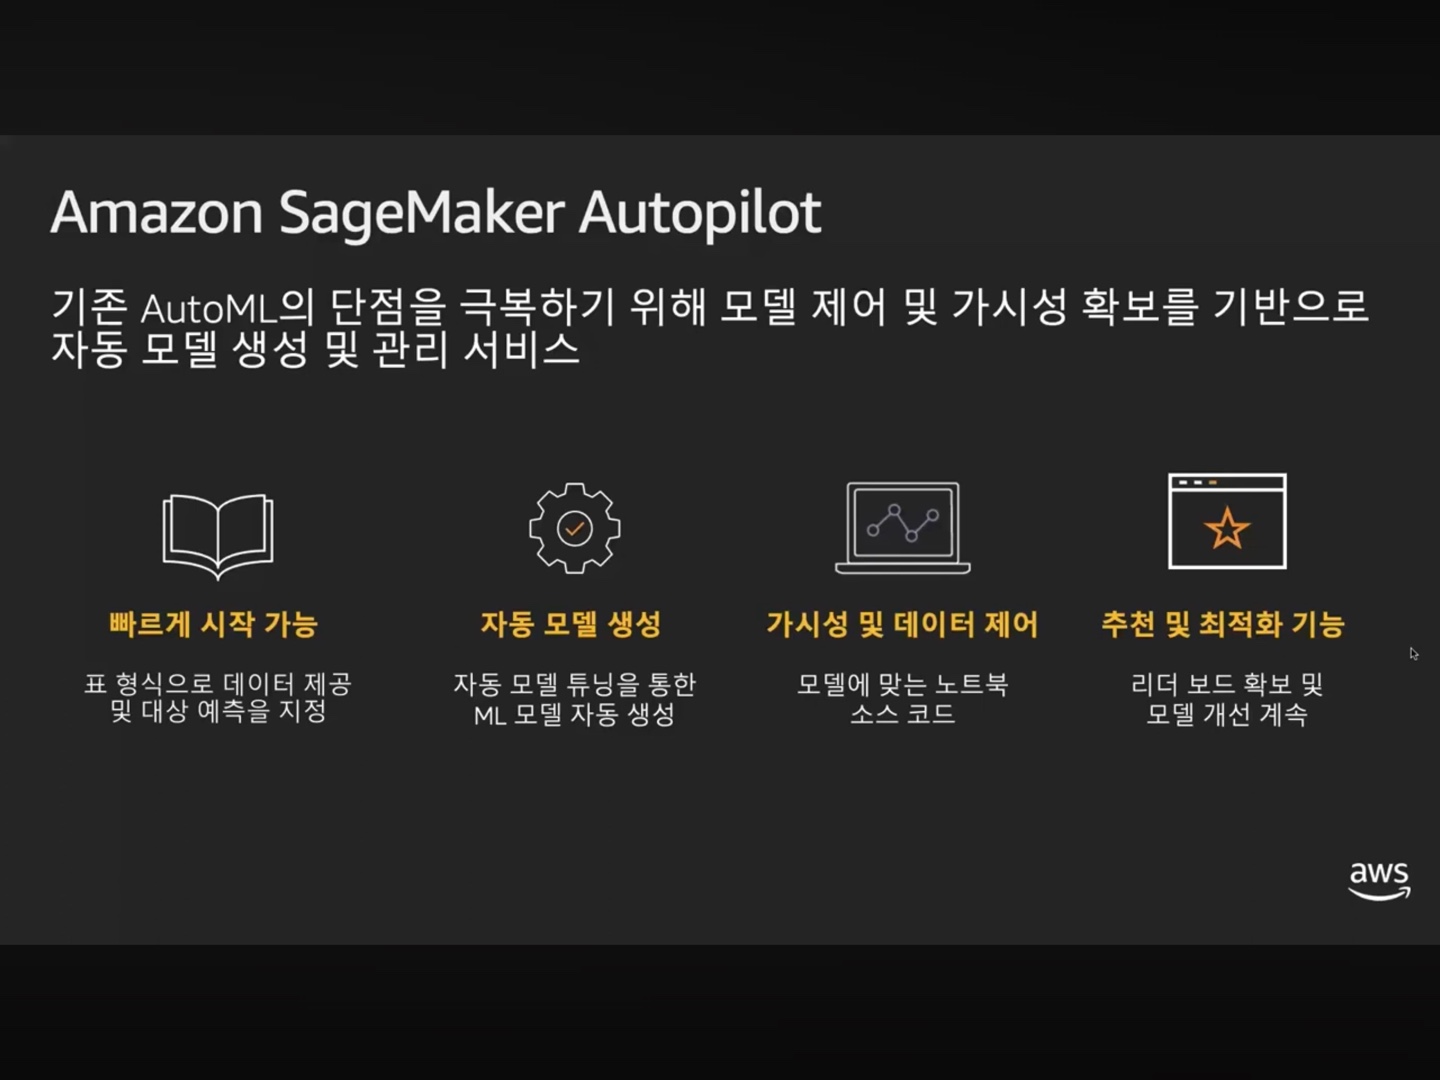 Amazon SageMaker Autopilot
기존 AutoML의 단점을 극복하기 위해 모델 제어 및 가시성 확보를 기반으로
자동 모델 생성 및 관리 서비스
빠르게 시작 가능
표 형식으로 데이터 제공
및 대상 예측을 지정
자동 모델 생성
자동 모델 튜닝을 통한
ML 모델 자동 생성
가시성 및 데이터 제어
모델에 맞는 노트북
소스 코드
추천 및 최적화 기능
리더 보드 확보 및
모델 개선 계속
aws